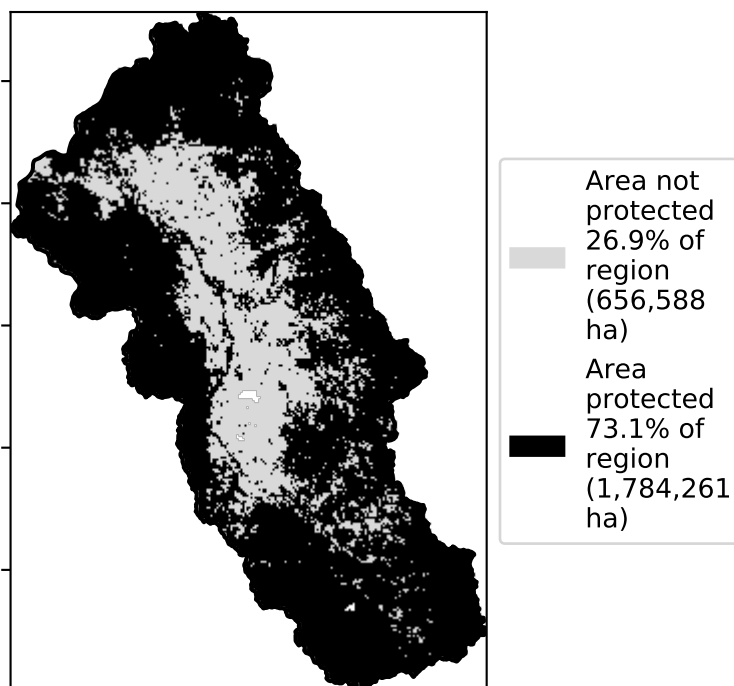 Area not
protected
26.9% of
region
(656,588
ha)
Area
protected
73.1% of
region
(1,784,261
ha)